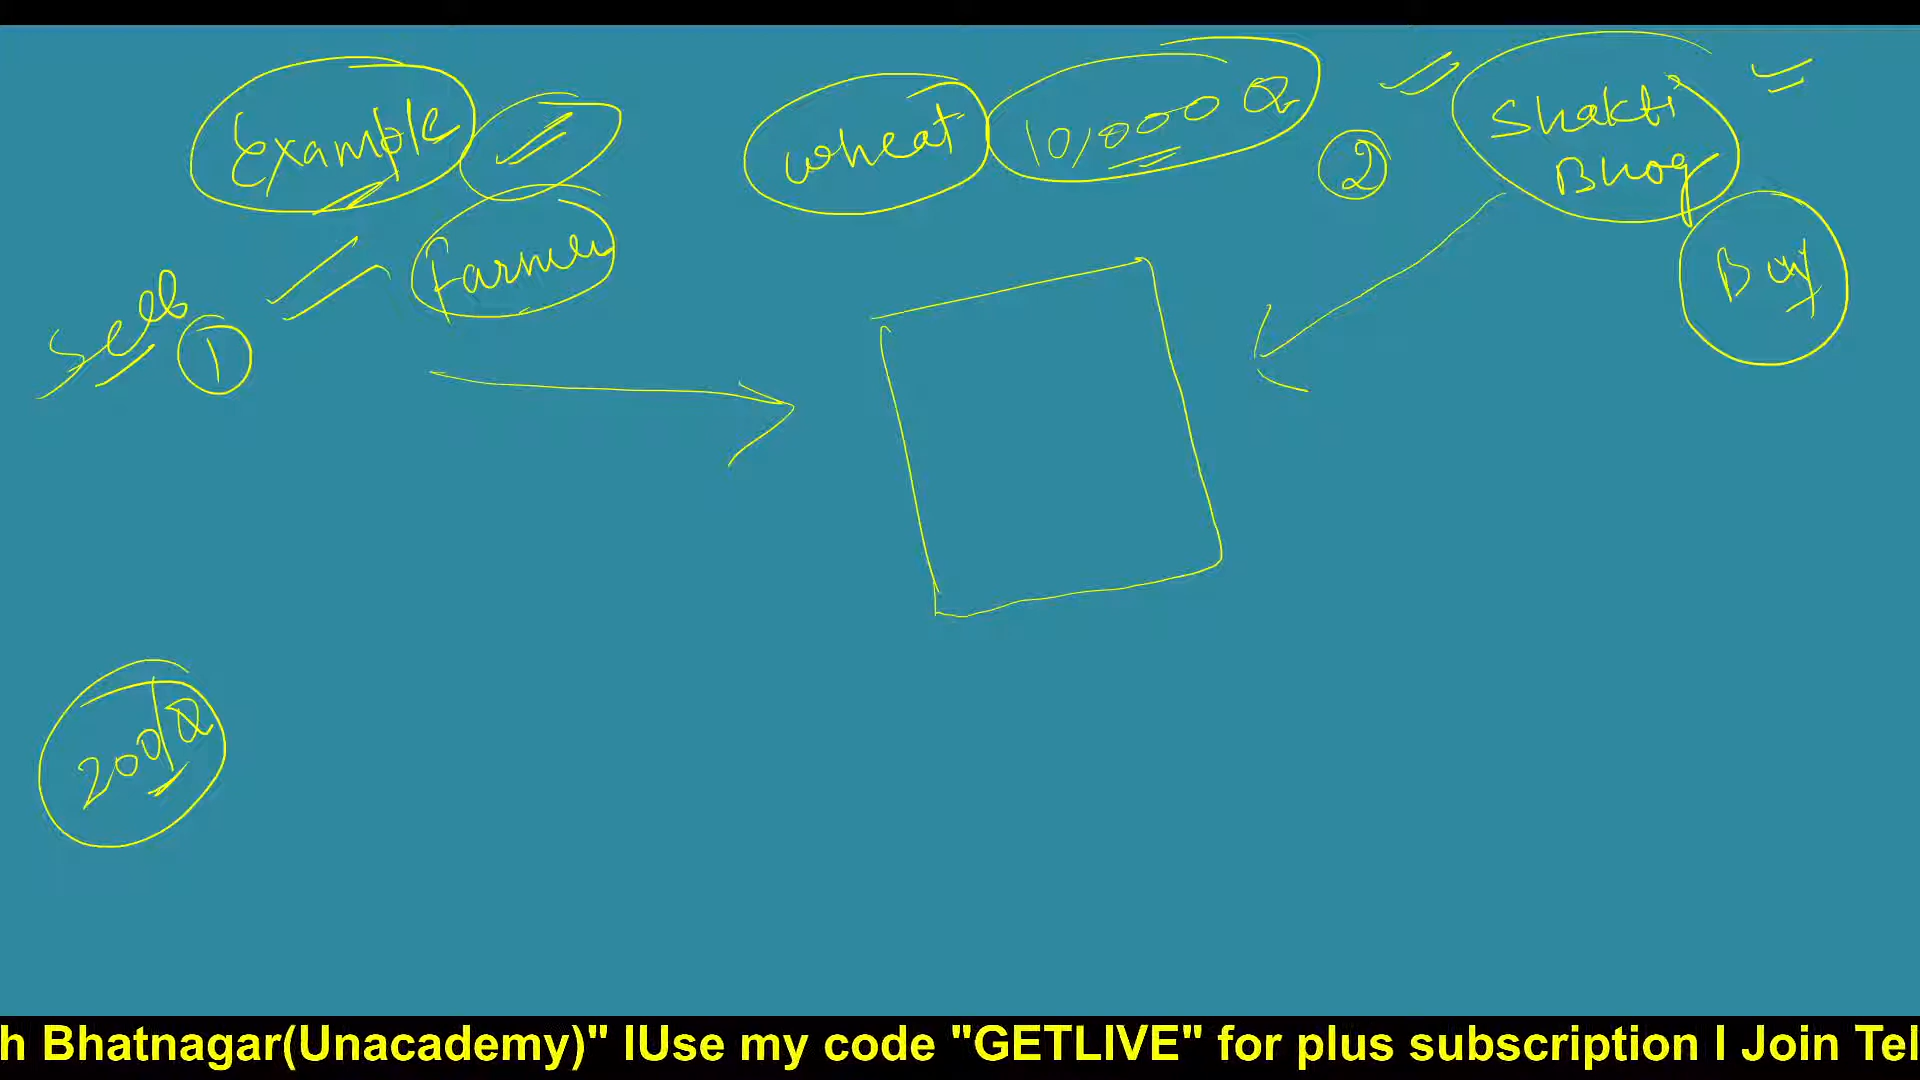 Example
wheat 10,000 Q
② Shakti
Bhog
Buy
Farmer
Sell ①
200/Q
h Bhatnagar(Unacademy)" IUse my code "GETLIVE" for plus subscription I Join Tel